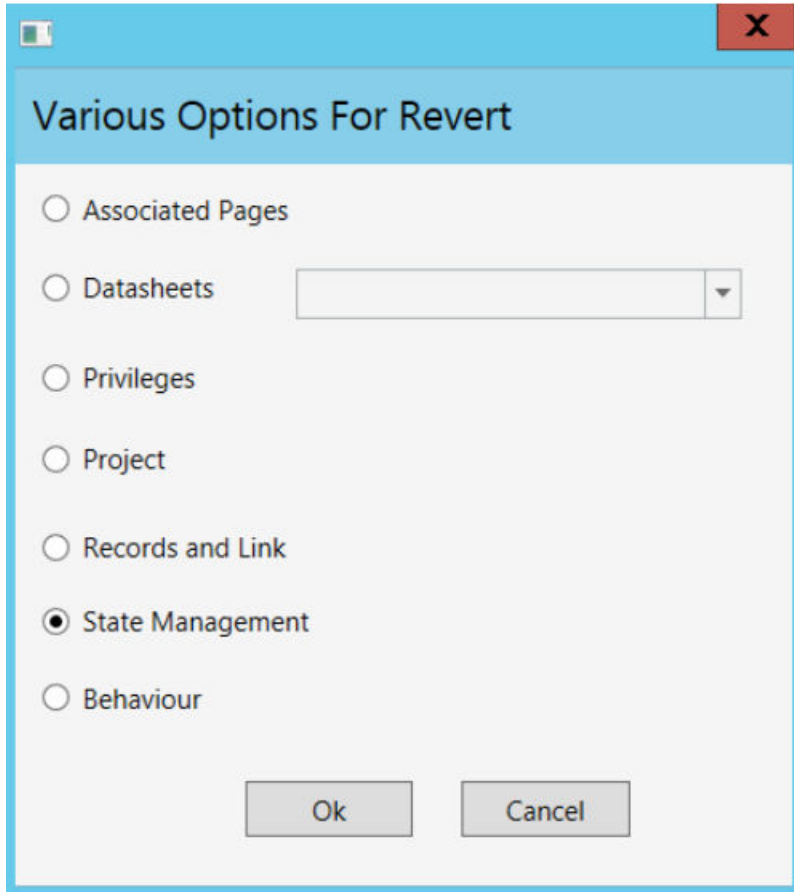 X
Various Options For Revert
Associated Pages
Datasheets
Privileges
Project
Records and Link
State Management
Behaviour
Ok Cancel